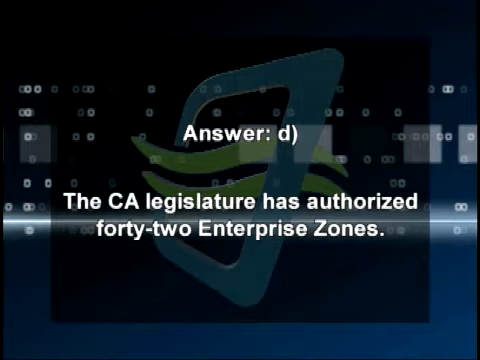 Answer: d)
The CA legislature has authorized
forty-two Enterprise Zones.